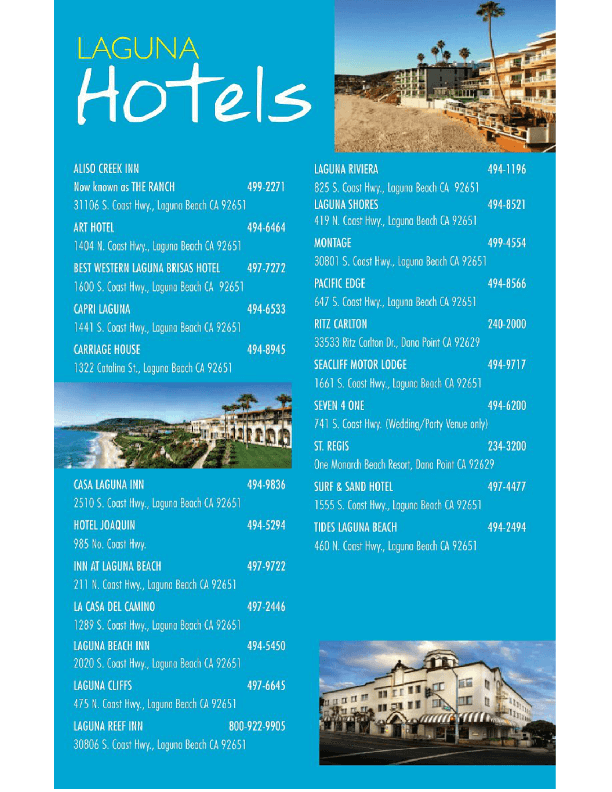 LAGUNA
Hotels
ALISO CREEK INN
Now known as THE RANCH 499-2271
31106 S. Coast Hwy., Laguna Beach CA 92651
ART HOTEL 494-6464
1404 N. Coast Hwy., Laguna Beach CA 92651
BEST WESTERN LAGUNA BRISAS HOTEL 497-7272
1600 S. Coast Hwy., Laguna Beach CA 92651
CAPRI LAGUNA 494-6533
1441 S. Coast Hwy., Laguna Beach CA 92651
CARRIAGE HOUSE 494-8945
1322 Catalina St., Laguna Beach CA 92651
CASA LAGUNA INN 494-9836
2510 S. Coast Hwy., Laguna Beach CA 92651
HOTEL JOAQUIN 494-5294
985 No. Coast Hwy.
INN AT LAGUNA BEACH 497-9722
211 N. Coast Hwy., Laguna Beach CA 92651
LA CASA DEL CAMINO 497-2446
1289 S. Coast Hwy., Laguna Beach CA 92651
LAGUNA BEACH INN 494-5450
2020 S. Coast Hwy., Laguna Beach CA 92651
LAGUNA CLIFFS 497-6645
475 N. Coast Hwy., Laguna Beach CA 92651
LAGUNA REEF INN 800-922-9905
30806 S. Coast Hwy., Laguna Beach CA 92651
LAGUNA RIVIERA 494-1196
825 S. Coast Hwy., Laguna Beach CA 92651
LAGUNA SHORES 494-8521
419 N. Coast Hwy., Laguna Beach CA 92651
MONTAGE 499-4554
30801 S. Coast Hwy., Laguna Beach CA 92651
PACIFIC EDGE 494-8566
647 S. Coast Hwy., Laguna Beach CA 92651
RITZ CARLTON 240-2000
33533 Ritz Carlton Dr., Dana Point CA 92629
SEACLIFF MOTOR LODGE 494-9717
1661 S. Coast Hwy., Laguna Beach CA 92651
SEVEN 4 ONE 494-6200
741 S. Coast Hwy. (Wedding/Party Venue only)
ST. REGIS 234-3200
One Monarch Beach Resort, Dana Point CA 92629
SURF & SAND HOTEL 497-4477
1555 S. Coast Hwy., Laguna Beach CA 92651
TIDES LAGUNA BEACH 494-2494
460 N. Coast Hwy., Laguna Beach CA 92651